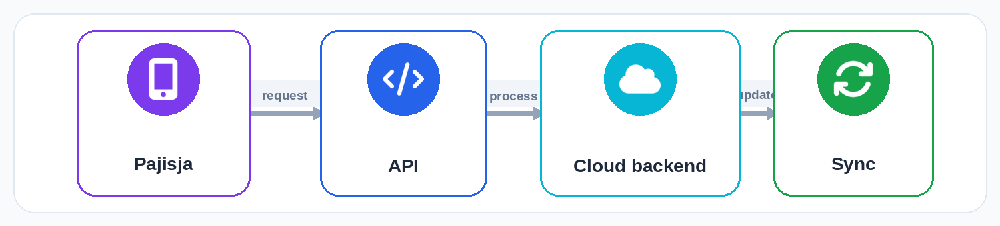 request
process
update
Pajisja
API
Cloud backend
Sync